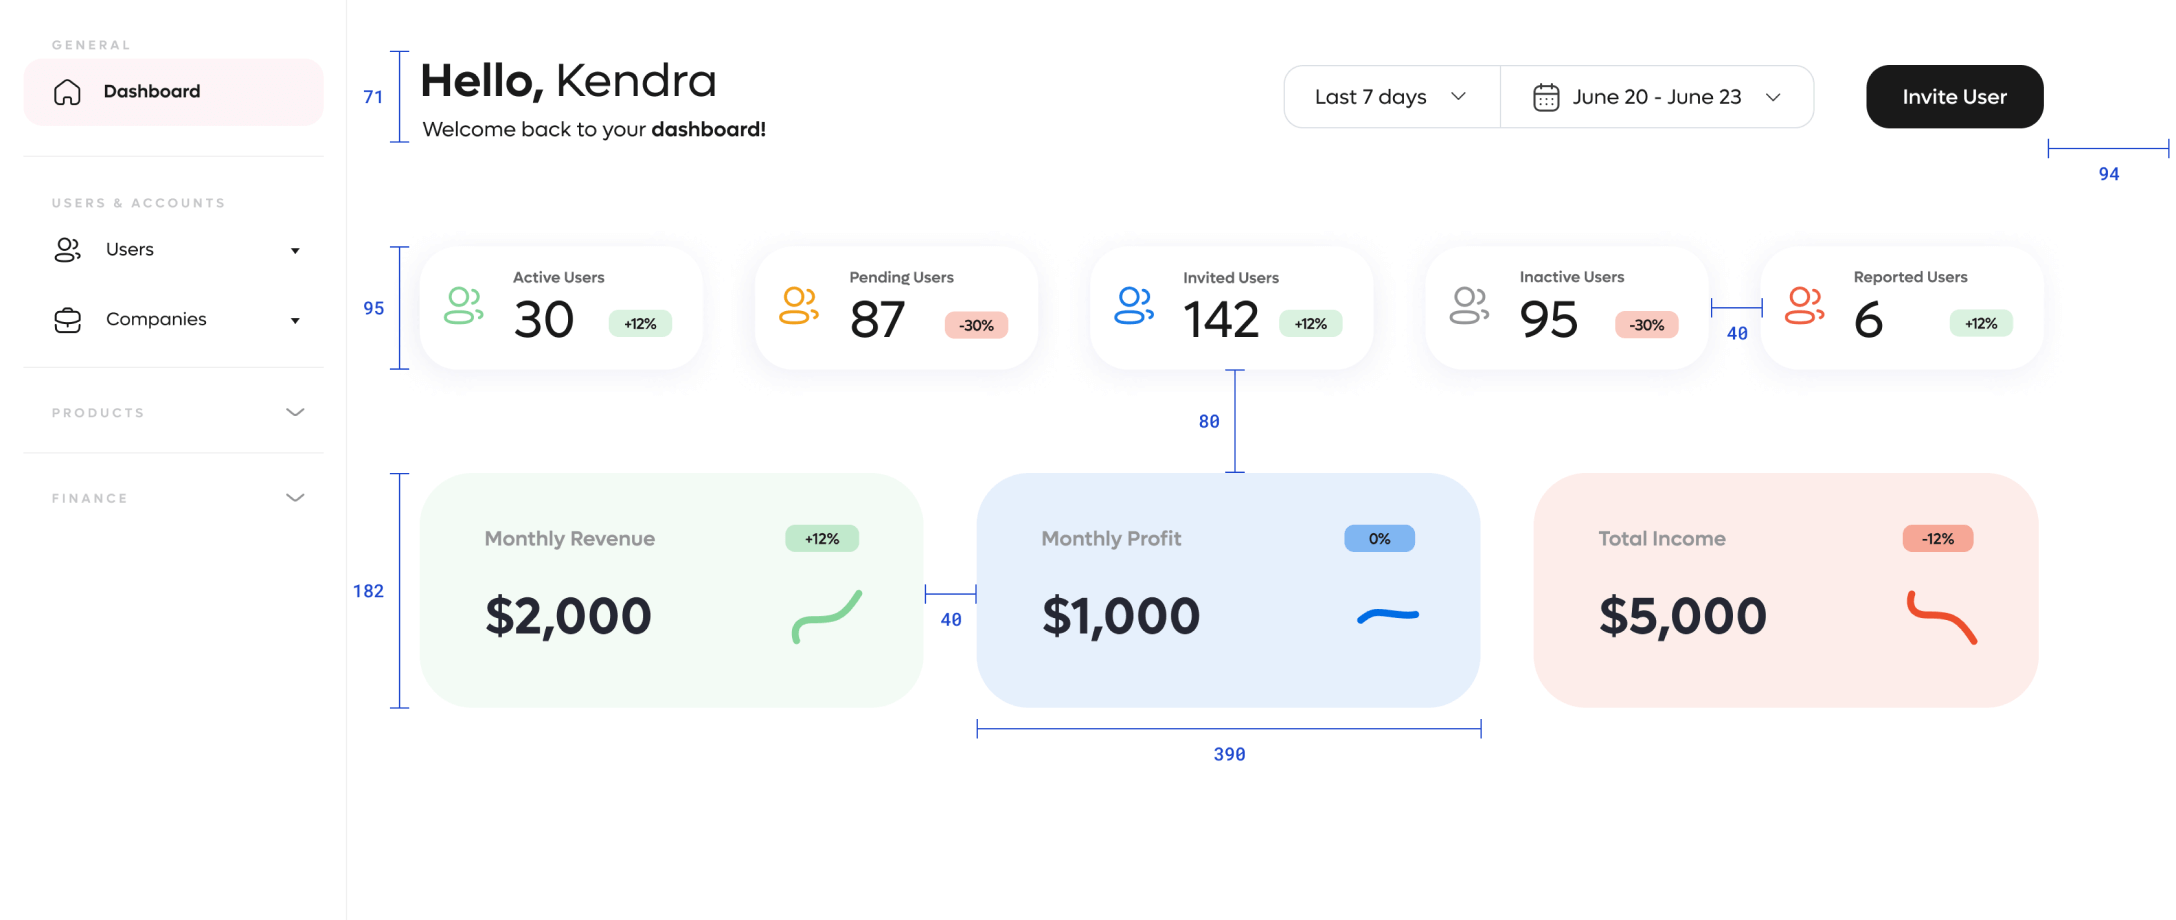 GENERAL
Dashboard
USERS & ACCOUNTS
Users
Companies
PRODUCTS
FINANCE
71
Hello, Kendra
Welcome back to your dashboard!
Last 7 days
June 20 - June 23
Invite User
94
95
Active Users
30
+12%
Pending Users
87
-30%
Invited Users
142
+12%
Inactive Users
95
-30%
40
Reported Users
6
+12%
80
182
Monthly Revenue
+12%
$2,000
40
Monthly Profit
0%
$1,000
Total Income
-12%
$5,000
390